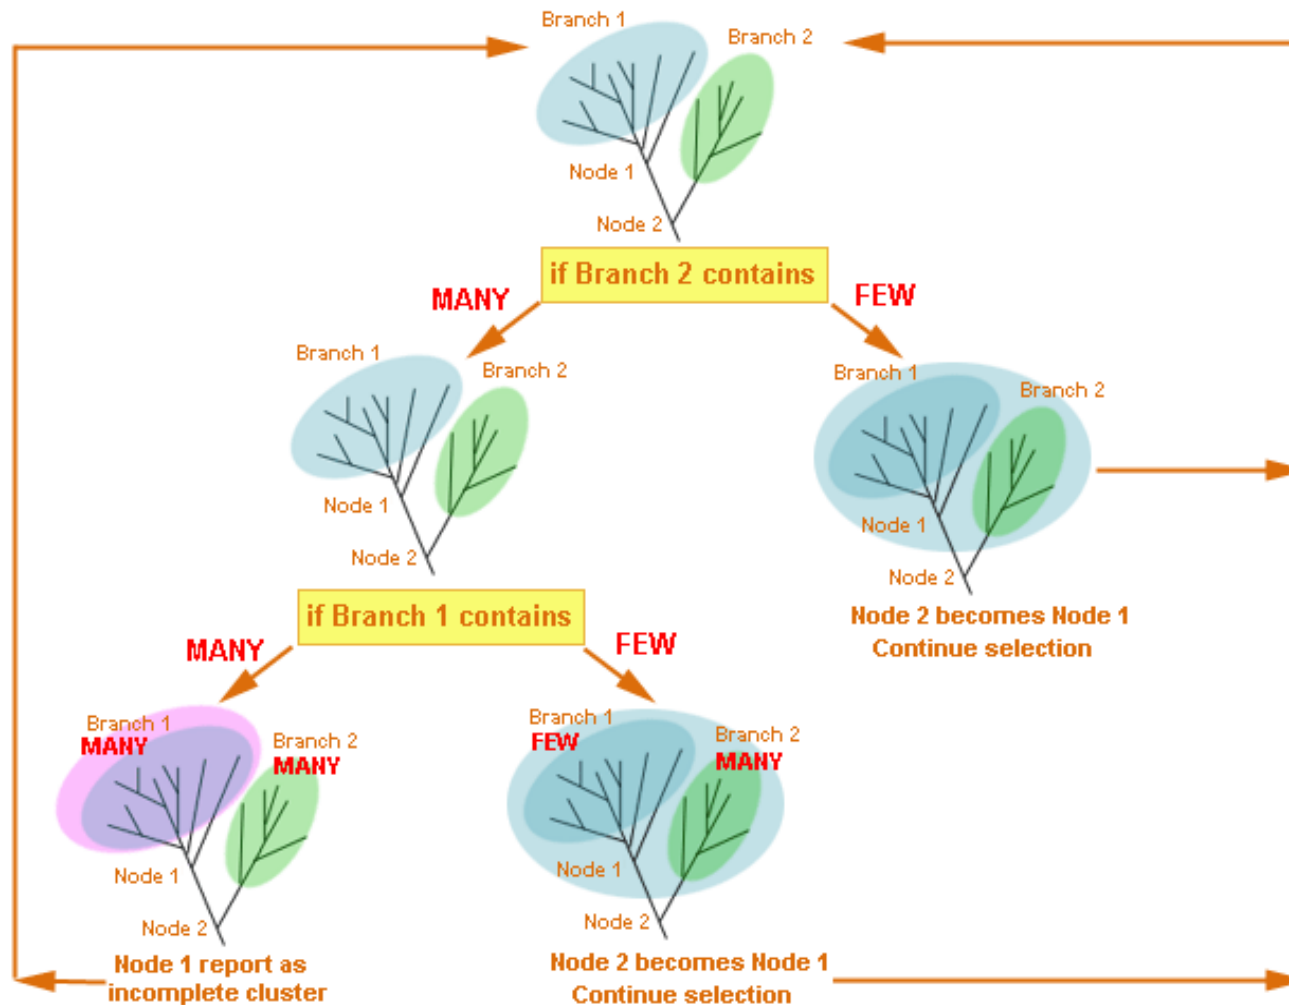 Branch 1
Branch 2
Node 1
Node 2
if Branch 2 contains
MANY
FEW
Branch 1
Branch 2
Node 1
Node 2
Branch 1
Branch 2
Node 1
Node 2
Node 2 becomes Node 1
Continue selection
if Branch 1 contains
MANY
FEW
Branch 1
MANY
Branch 2
MANY
Node 1
Node 2
Node 1 report as
incomplete cluster
Branch 1
FEW
Branch 2
MANY
Node 1
Node 2
Node 2 becomes Node 1
Continue selection